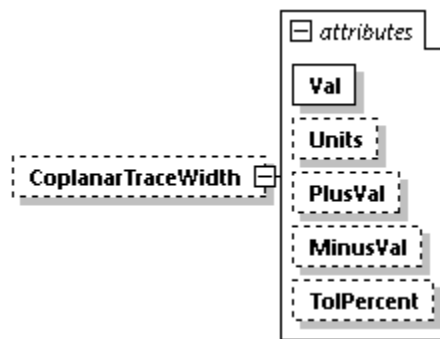 attributes
Val
Units
CoplanarTraceWidth
PlusVal
MinusVal
TolPercent